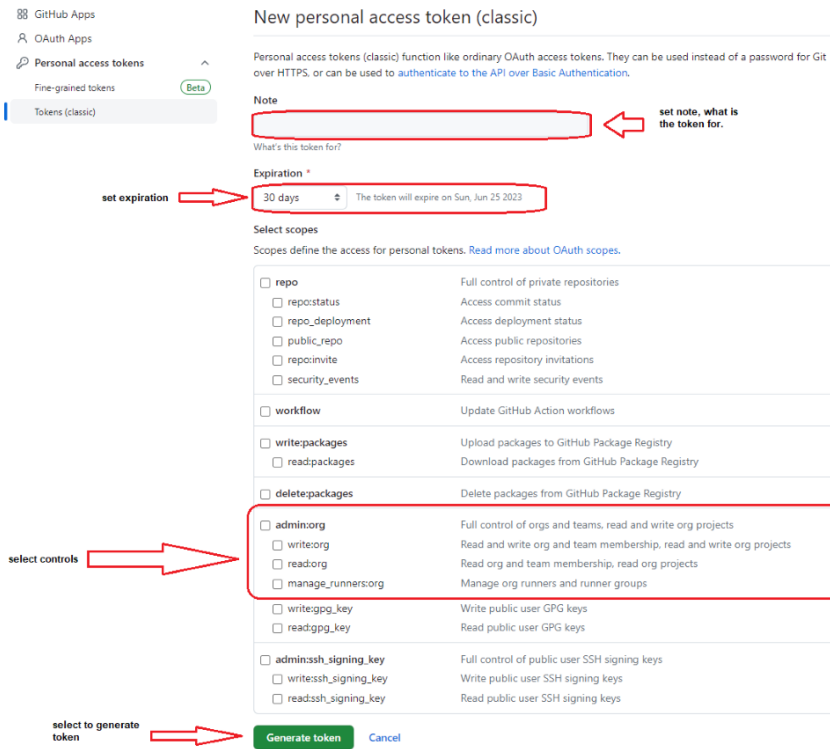 GitHub Apps
OAuth Apps
Personal access tokens
Fine-grained tokens
Beta
Tokens (classic)
New personal access token (classic)
Personal access tokens (classic) function like ordinary OAuth access tokens. They can be used instead of a password for Git
over HTTPS, or can be used to authenticate to the API over Basic Authentication.
Note
set note, what is
the token for.
What's this token for?
Expiration *
set expiration
30 days
The token will expire on Sun, Jun 25 2023
Select scopes
Scopes define the access for personal tokens. Read more about OAuth scopes.
repo Full control of private repositories
repo:status Access commit status
repo_deployment Access deployment status
public_repo Access public repositories
repo:invite Access repository invitations
security_events Read and write security events
workflow Update GitHub Action workflows
write:packages Upload packages to GitHub Package Registry
read:packages Download packages from GitHub Package Registry
delete:packages Delete packages from GitHub Package Registry
select controls
admin:org Full control of orgs and teams, read and write org projects
write:org Read and write org and team membership, read and write org projects
read:org Read org and team membership, read org projects
manage_runners:org Manage org runners and runner groups
write:gpg_key Write public user GPG keys
read:gpg_key Read public user GPG keys
admin:ssh_signing_key Full control of public user SSH signing keys
write:ssh_signing_key Write public user SSH signing keys
read:ssh_signing_key Read public user SSH signing keys
select to generate
token
Generate token
Cancel